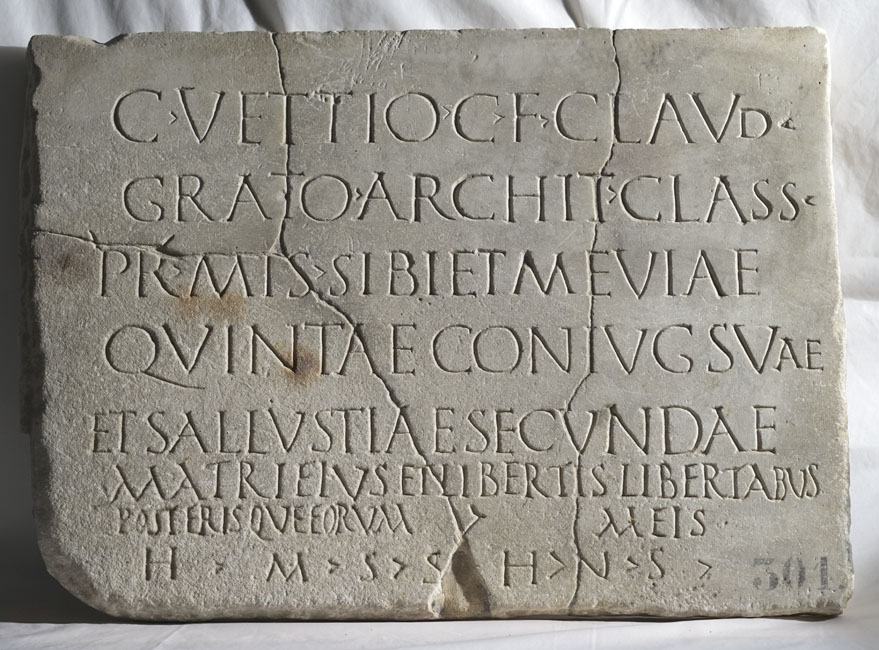 C > VETTIO > C > F > CLAVD <
GRATO > ARCHIT > CLASS <
PR > MIS > SIBI ET MEVIAE
QVINTAE CONIVG SVAE
ET SALLVSTIAE SECVNDAE
MATRI EIVS ET LIBERTIS LIBERTABVS
POSTERISQVE EORVM > MEIS
H > M > S > S H > N > S >
301